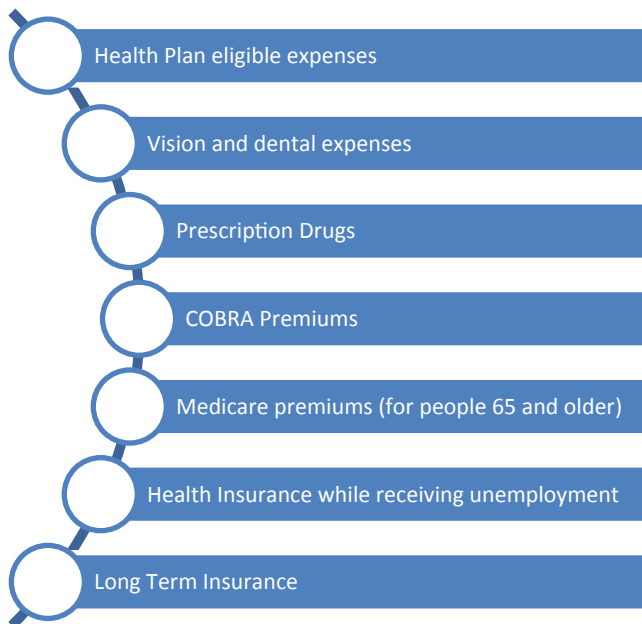 Health Plan eligible expenses
Vision and dental expenses
Prescription Drugs
COBRA Premiums
Medicare premiums (for people 65 and older)
Health Insurance while receiving unemployment
Long Term Insurance